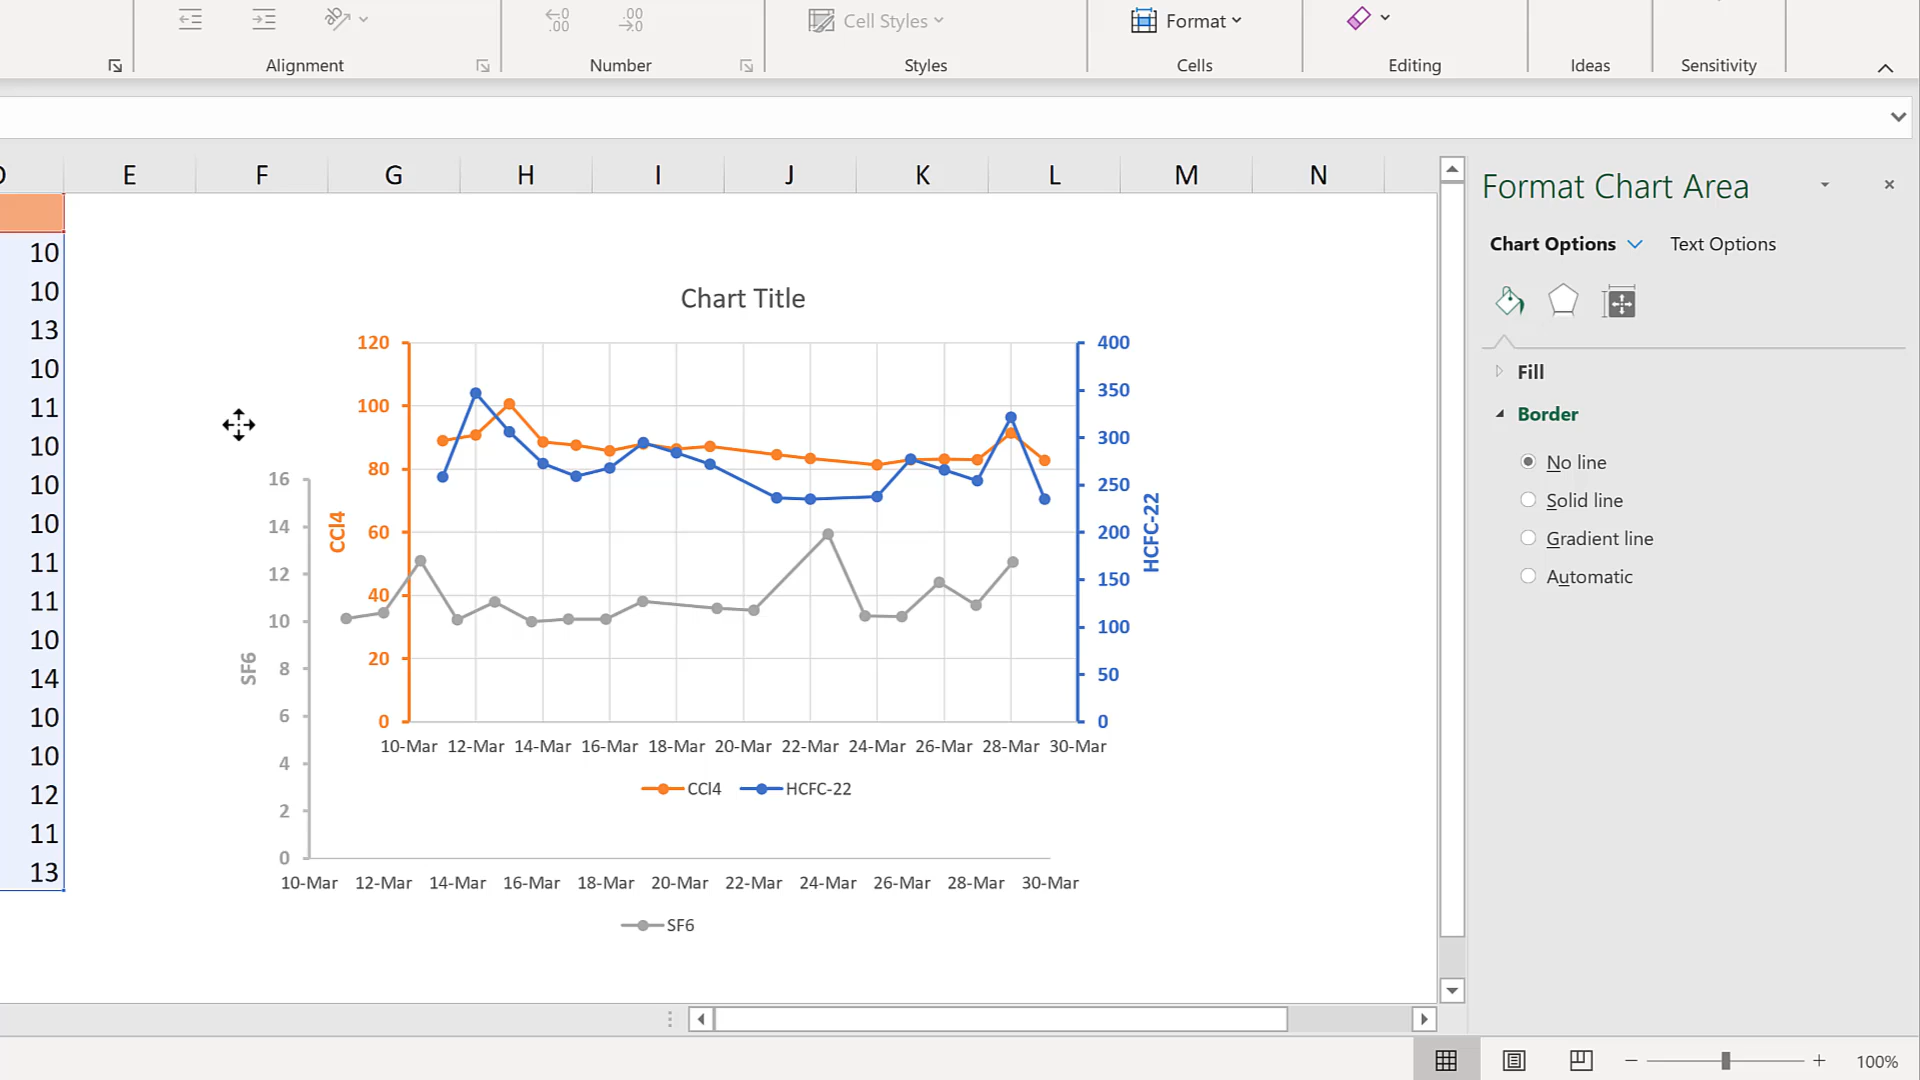 Cell Styles
Format
Alignment
Number
Styles
Cells
Editing
Ideas
Sensitivity
E F G H I J K L M N
10
10
13
10
11
10
10
10
11
11
10
14
10
10
12
11
13
Chart Title
120
100
80
60
40
20
0
CCl4
400
350
300
250
200
150
100
50
0
HCFC-22
10-Mar 12-Mar 14-Mar 16-Mar 18-Mar 20-Mar 22-Mar 24-Mar 26-Mar 28-Mar 30-Mar
CCl4 HCFC-22
16
14
12
10
8
6
4
2
0
SF6
10-Mar 12-Mar 14-Mar 16-Mar 18-Mar 20-Mar 22-Mar 24-Mar 26-Mar 28-Mar 30-Mar
SF6
Format Chart Area
Chart Options Text Options
Fill
Border
No line
Solid line
Gradient line
Automatic
100%